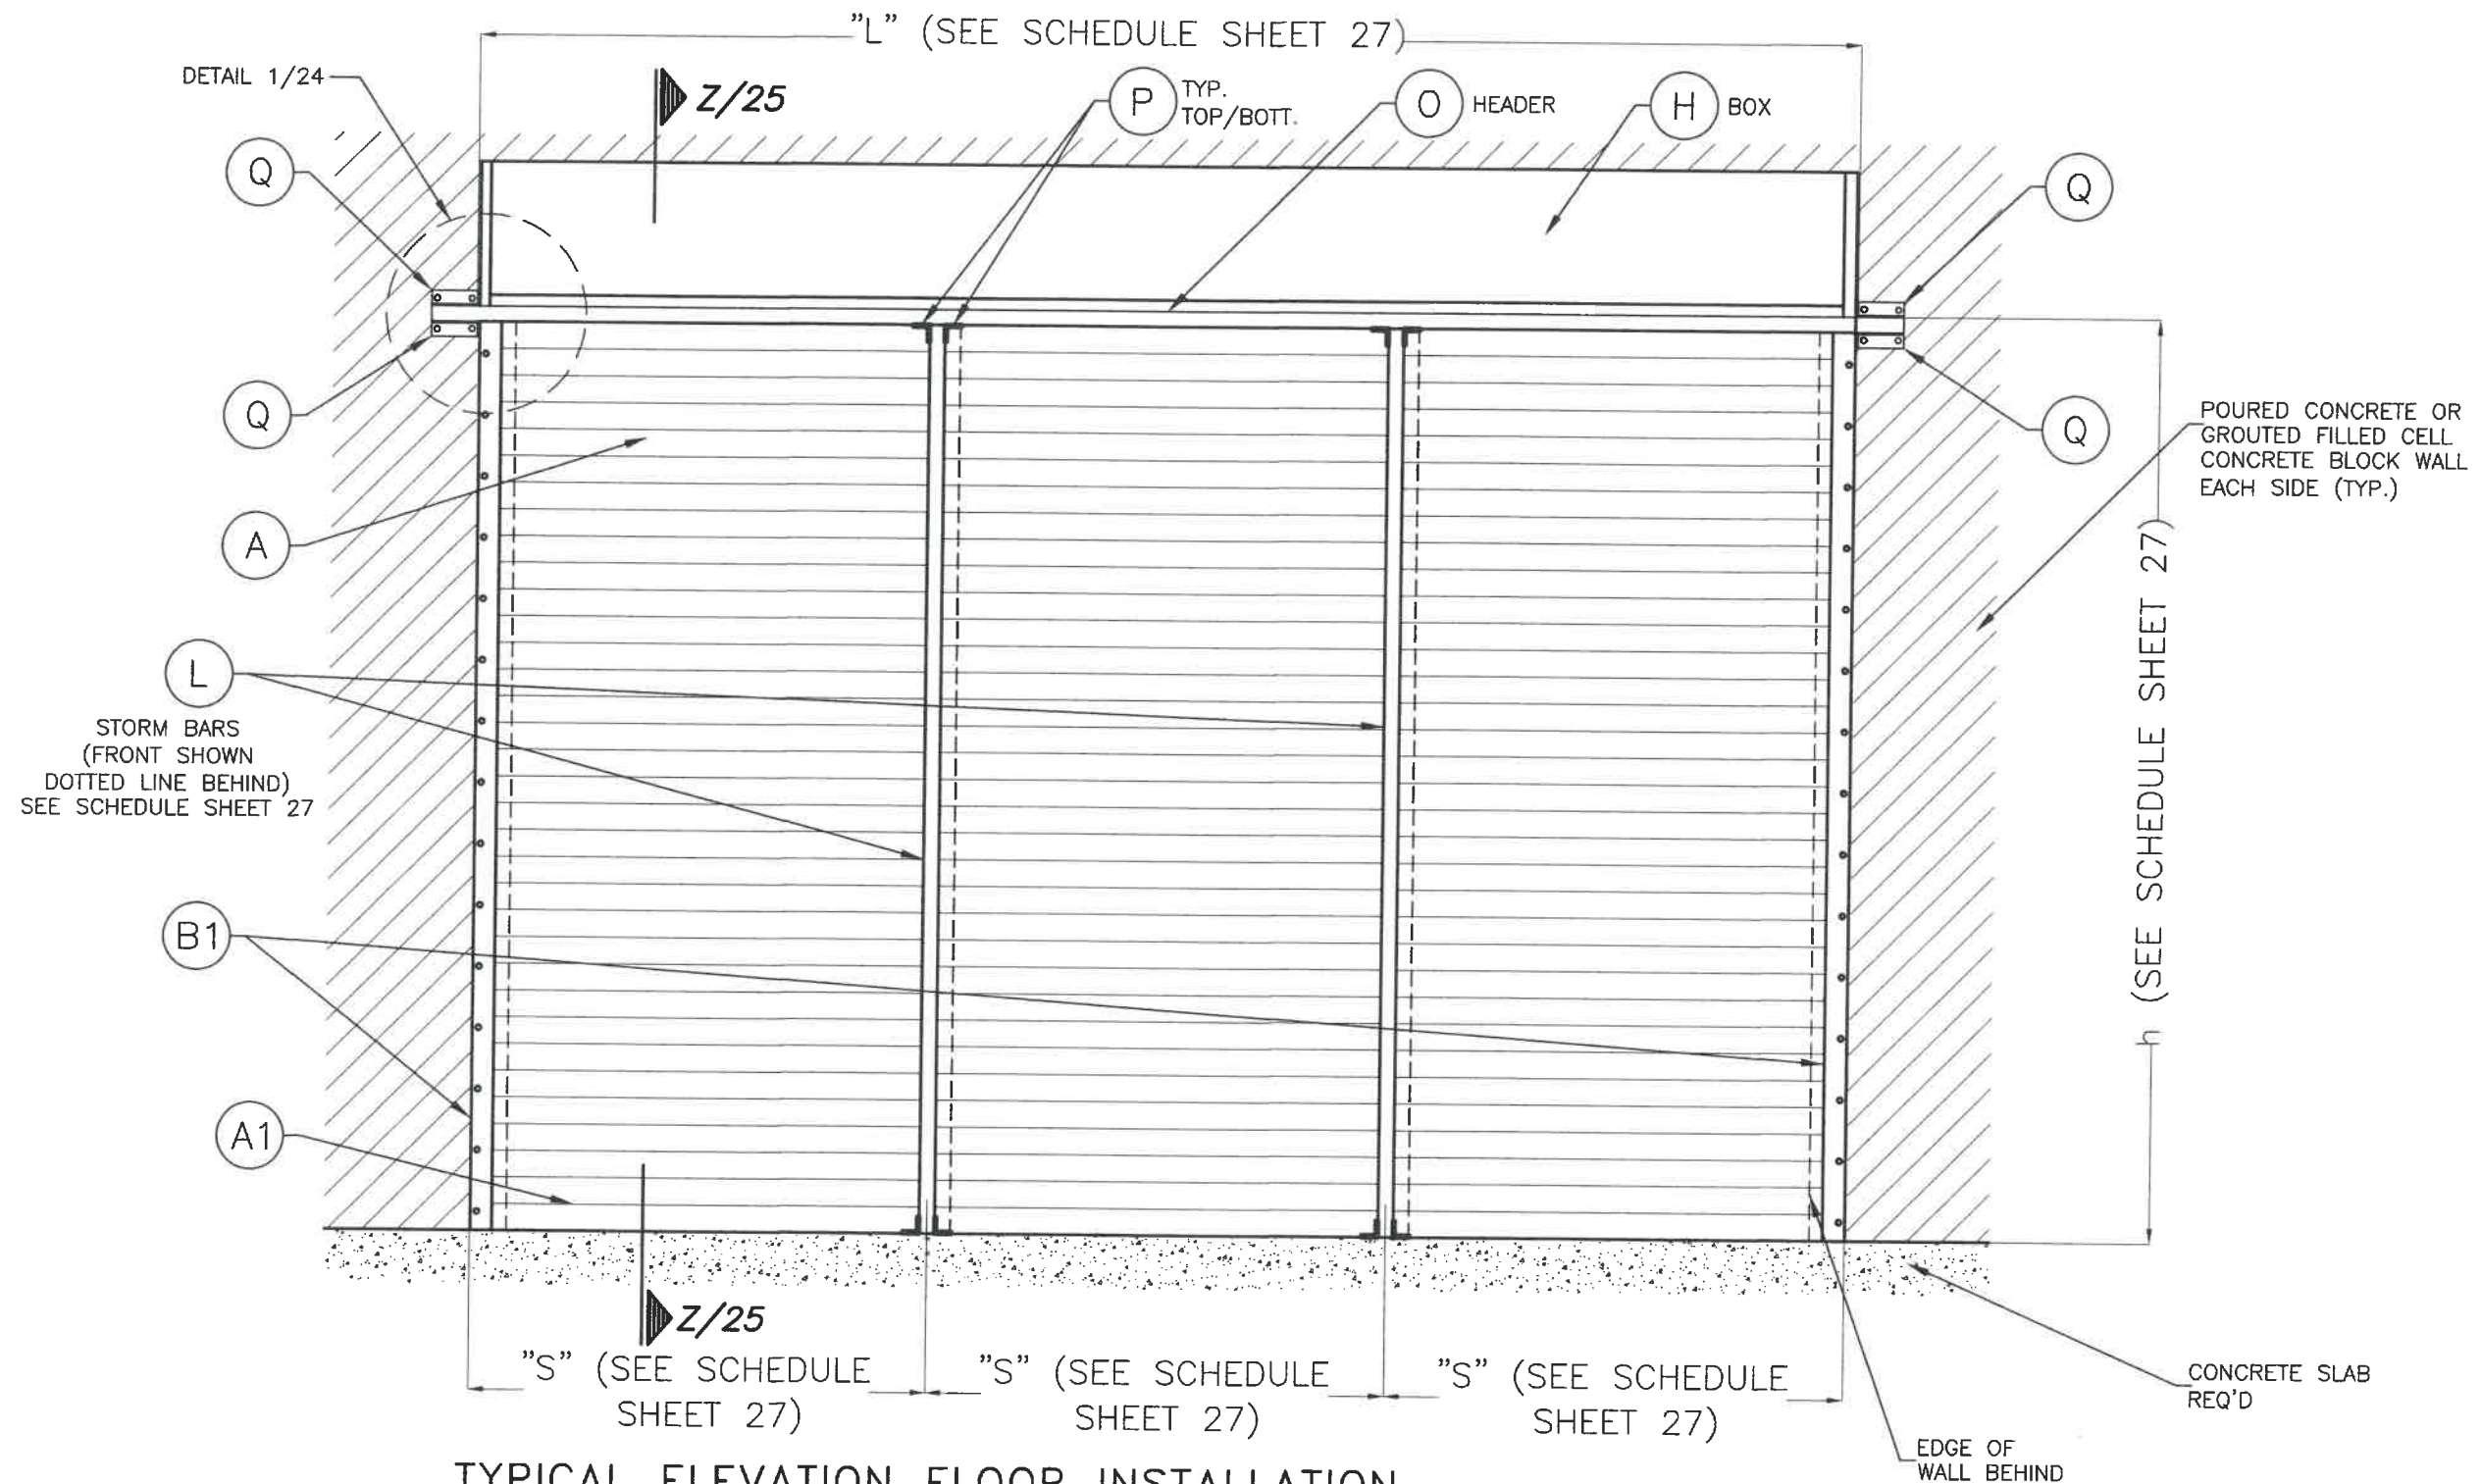 "L" (SEE SCHEDULE SHEET 27)
DETAIL 1/24
Z/25
P TYP.
TOP/BOTT.
O HEADER
H BOX
Q
Q
Q
Q
A
POURED CONCRETE OR
GROUTED FILLED CELL
CONCRETE BLOCK WALL
EACH SIDE (TYP.)
L
STORM BARS
(FRONT SHOWN
DOTTED LINE BEHIND)
SEE SCHEDULE SHEET 27
h (SEE SCHEDULE SHEET 27)
B1
A1
Z/25
"S" (SEE SCHEDULE
SHEET 27)
"S" (SEE SCHEDULE
SHEET 27)
"S" (SEE SCHEDULE
SHEET 27)
CONCRETE SLAB
REQ'D
EDGE OF
WALL BEHIND
TYPICAL ELEVATION FLOOR INSTALLATION